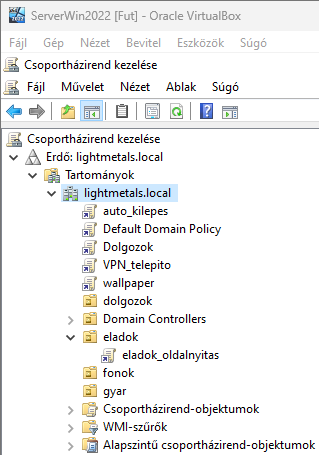 ServerWin2022 [Fut] - Oracle VirtualBox
Fájl Gép Nézet Bevitel Eszközök Súgó
Csoportházirend kezelése
Fájl Művelet Nézet Ablak Súgó
Csoportházirend kezelése
Erdő: lightmetals.local
Tartományok
lightmetals.local
auto_kilepes
Default Domain Policy
Dolgozok
VPN_telepito
wallpaper
dolgozok
Domain Controllers
eladok
eladok_oldalnyitas
fonok
gyar
Csoportházirend-objektumok
WMI-szűrők
Alapszintű csoportházirend-objektumok